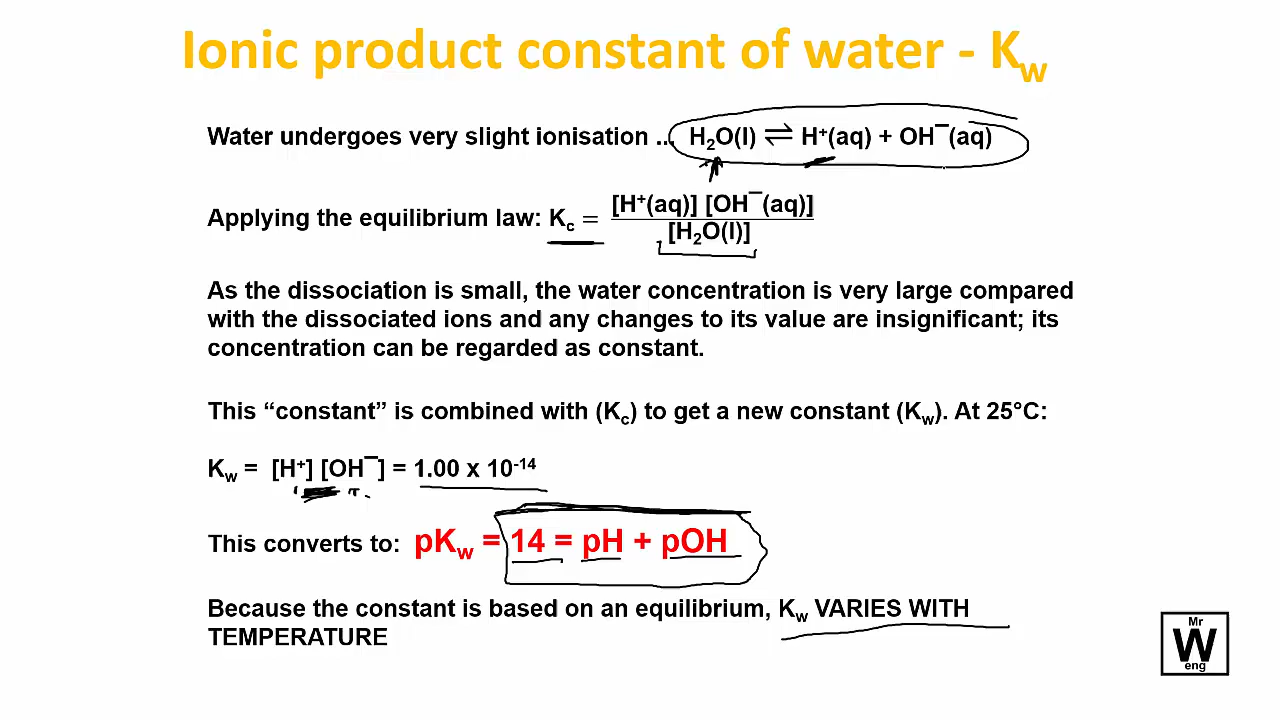 Ionic product constant of water - Kw
Water undergoes very slight ionisation ... H₂O(l) ⇌ H⁺(aq) + OH⁻(aq)
Applying the equilibrium law: Kc = [H⁺(aq)] [OH⁻(aq)]
[H₂O(l)]
As the dissociation is small, the water concentration is very large compared
with the dissociated ions and any changes to its value are insignificant; its
concentration can be regarded as constant.
This “constant” is combined with (Kc) to get a new constant (Kw). At 25°C:
Kw = [H⁺] [OH⁻] = 1.00 x 10⁻¹⁴
This converts to: pKw = 14 = pH + pOH
Because the constant is based on an equilibrium, Kw VARIES WITH
TEMPERATURE
Mr
W
eng